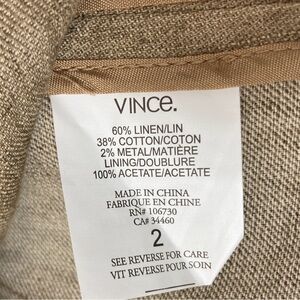 VINCE.
60% LINEN/LIN
38% COTTON/COTON
2% METAL/MATIÈRE
LINING/DOUBLURE
100% ACETATE/ACETATE
MADE IN CHINA
FABRIQUE EN CHINE
RN# 106730
CA# 34460
2
SEE REVERSE FOR CARE
VIT REVERSE POUR SOIN